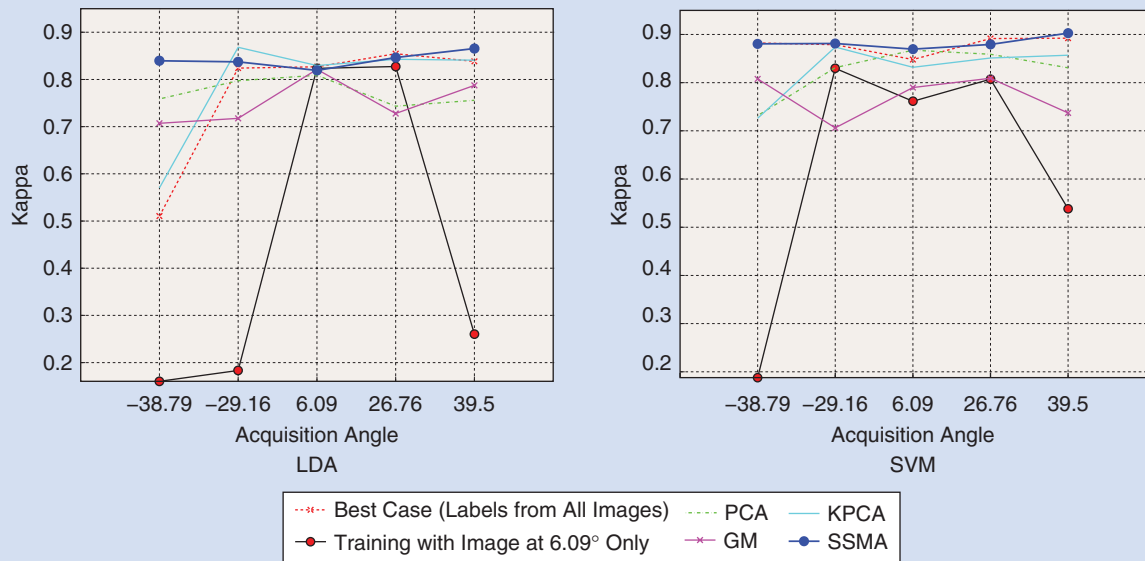 0.9
0.8
0.7
0.6
0.5
0.4
0.3
0.2
Kappa
−38.79 −29.16 6.09 26.76 39.5
Acquisition Angle
LDA
0.9
0.8
0.7
0.6
0.5
0.4
0.3
0.2
Kappa
−38.79 −29.16 6.09 26.76 39.5
Acquisition Angle
SVM
Best Case (Labels from All Images) PCA KPCA
Training with Image at 6.09° Only GM SSMA